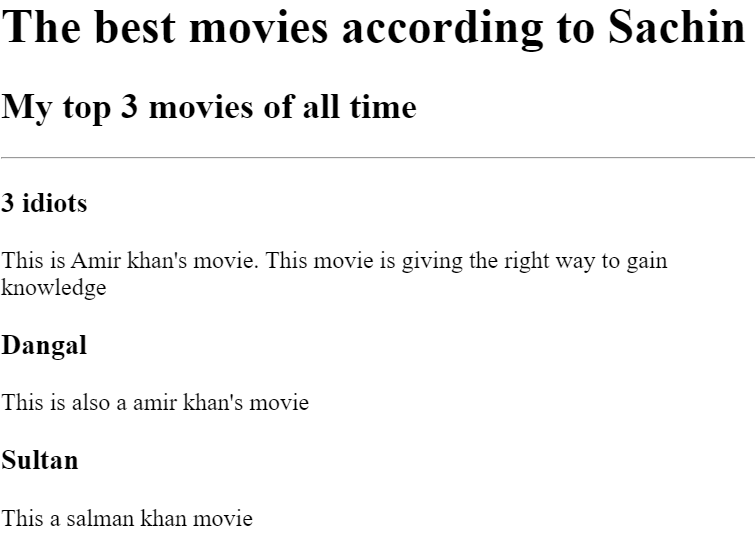 The best movies according to Sachin
My top 3 movies of all time
3 idiots
This is Amir khan's movie. This movie is giving the right way to gain
knowledge
Dangal
This is also a amir khan's movie
Sultan
This a salman khan movie